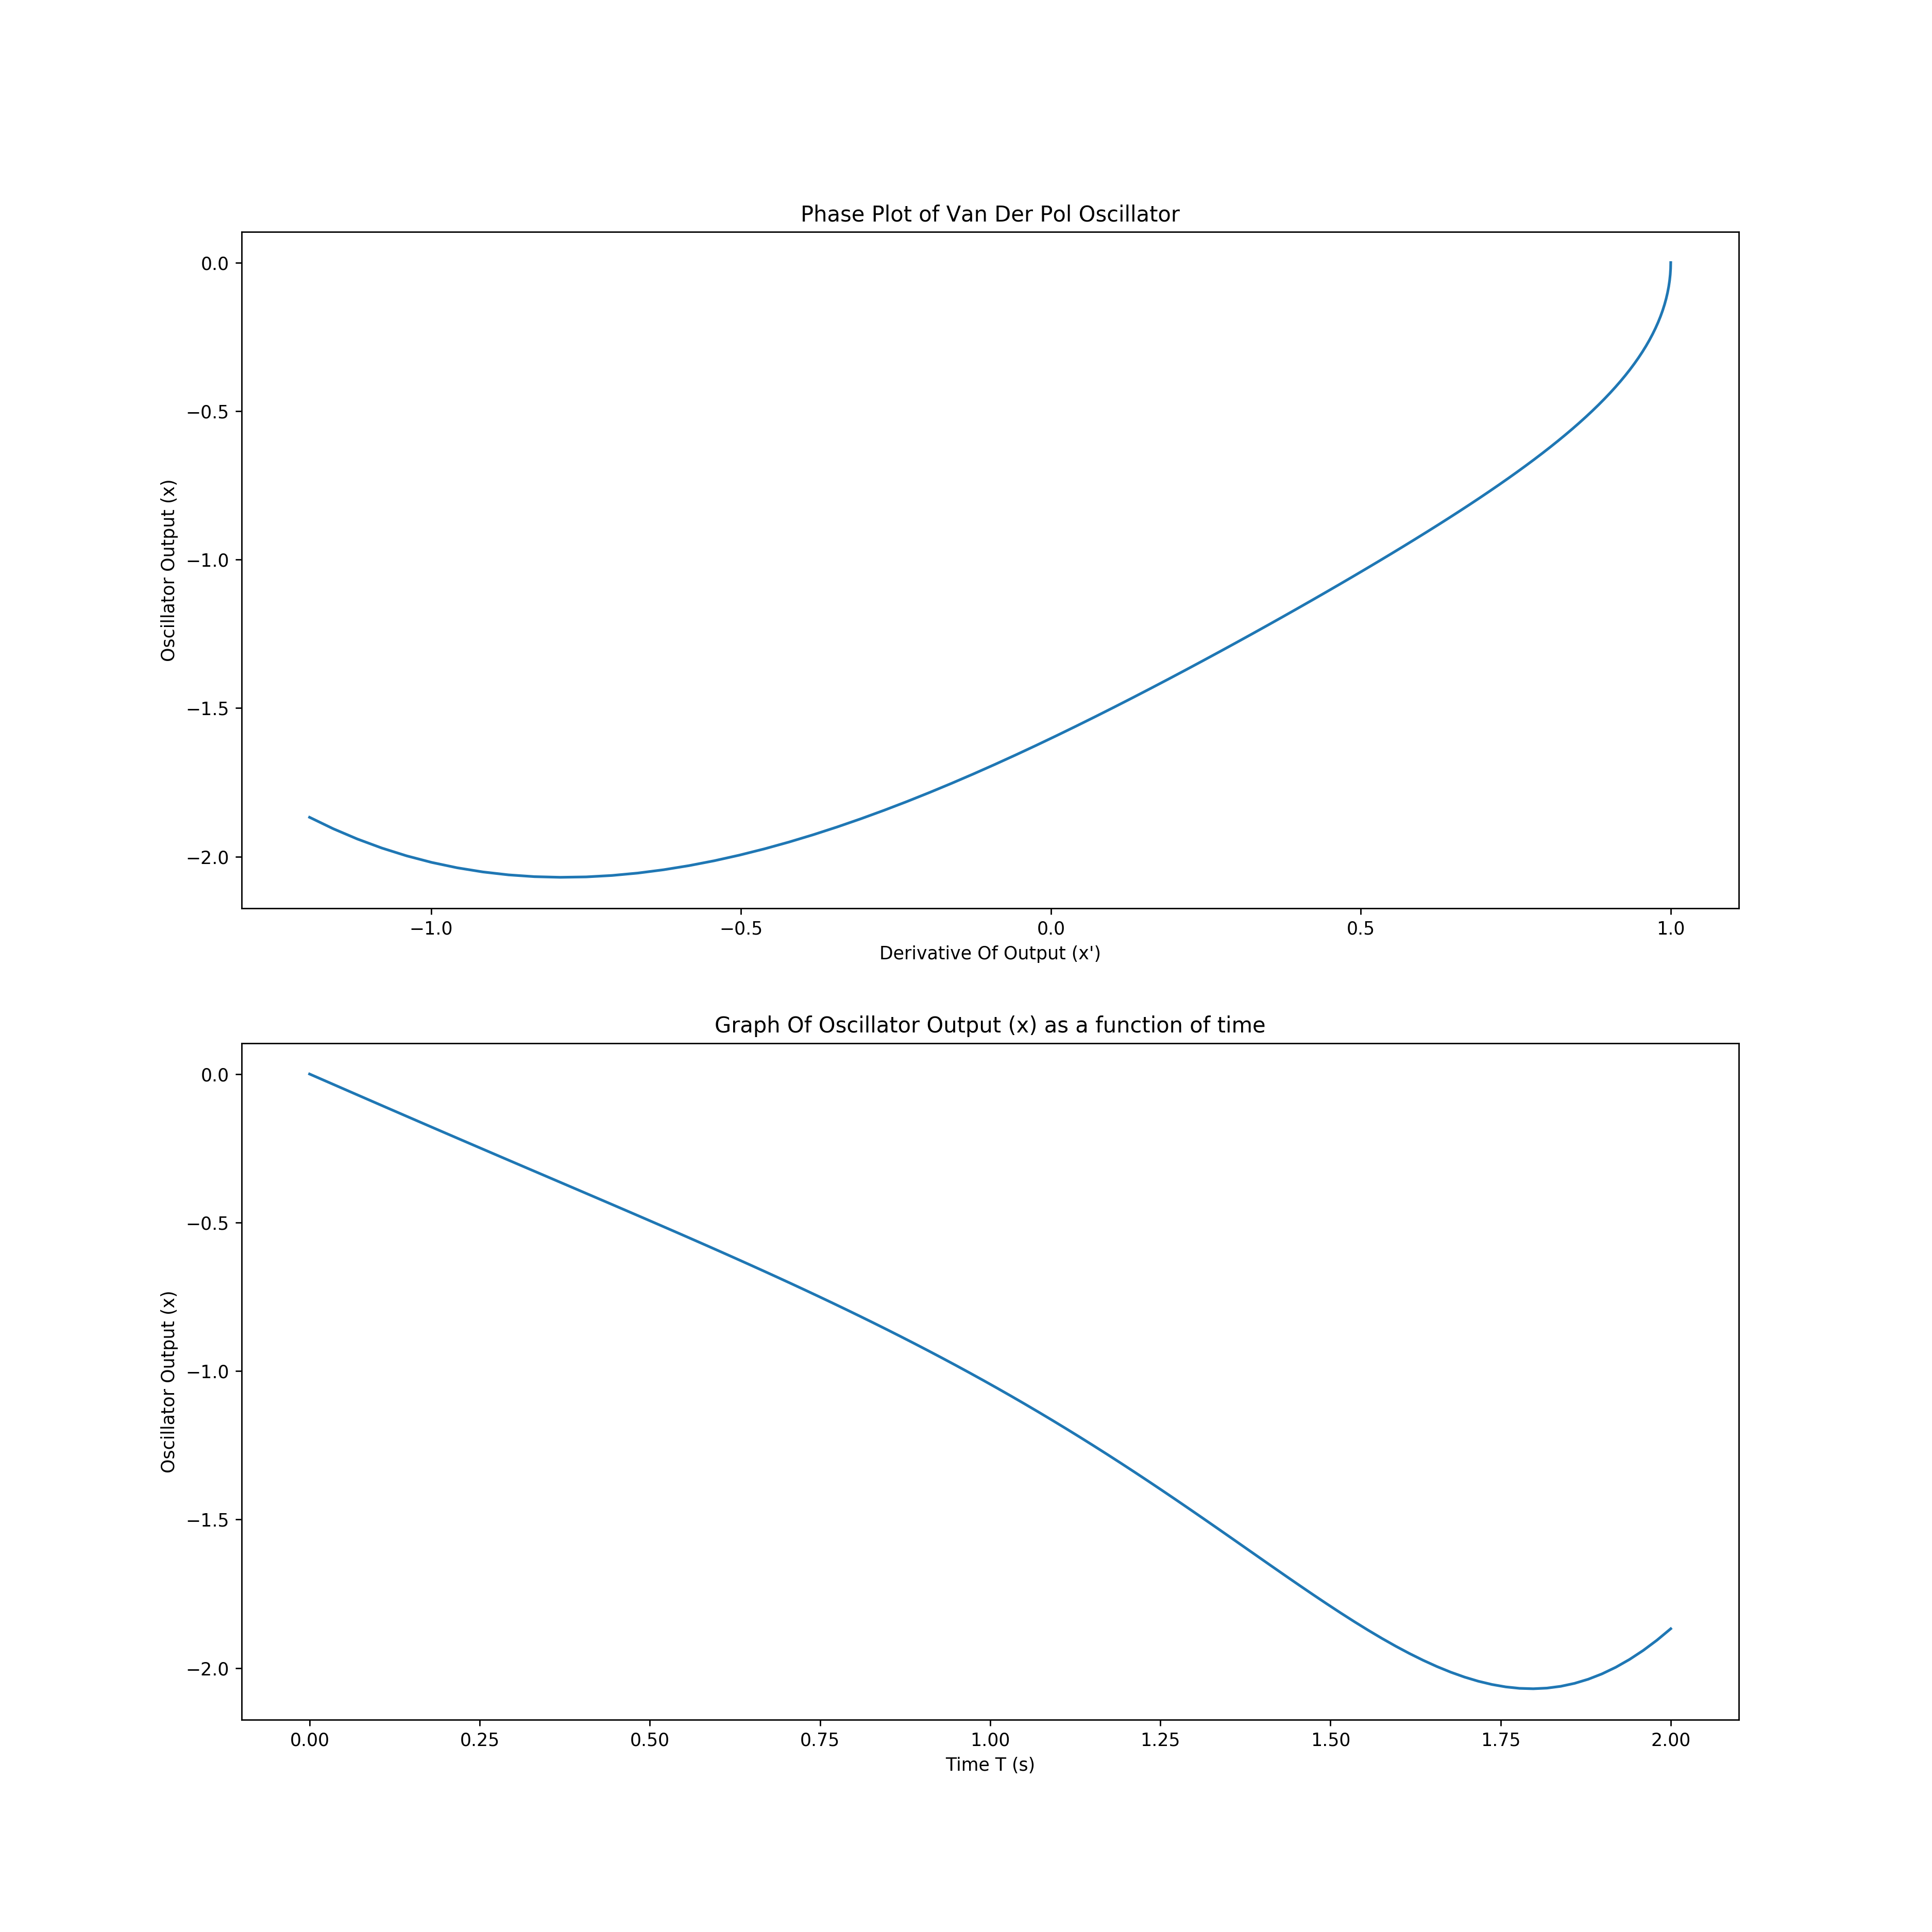 Phase Plot of Van Der Pol Oscillator
0.0
−0.5
−1.0
−1.5
−2.0
Oscillator Output (x)
−1.0 −0.5 0.0 0.5 1.0
Derivative Of Output (x')
Graph Of Oscillator Output (x) as a function of time
0.0
−0.5
−1.0
−1.5
−2.0
Oscillator Output (x)
0.00 0.25 0.50 0.75 1.00 1.25 1.50 1.75 2.00
Time T (s)